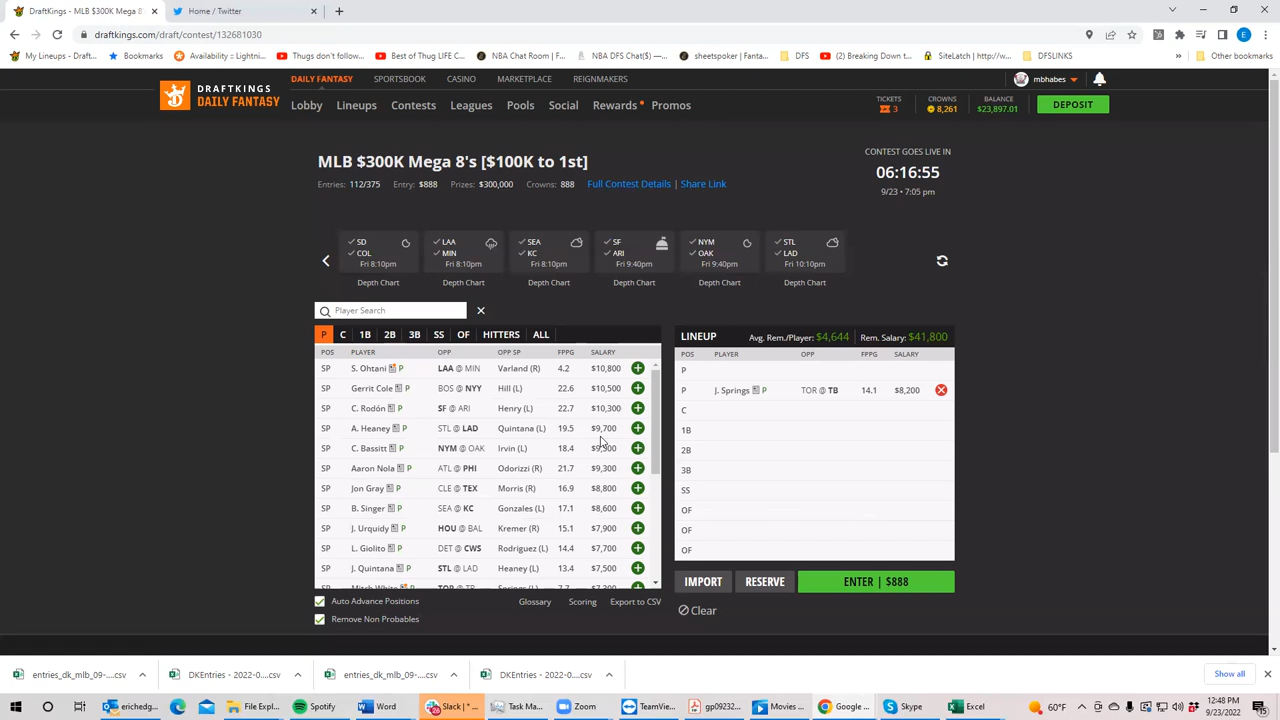 DraftKings - MLB $300K Mega 8' ×
Home / Twitter ×
draftkings.com/draft/contest/132681030
My Lineups - Draft...
Bookmarks
Availability :: Lightni...
Thugs don't follow...
Best of Thug LIFE C...
NBA Chat Room | F...
NBA DFS Chat($) —...
sheetspoker | Fanta...
DFS
(2) Breaking Down t...
SiteLatch | http://w...
DFSLINKS
»
Other bookmarks
DRAFTKINGS
DAILY FANTASY
DAILY FANTASY SPORTSBOOK CASINO MARKETPLACE REIGNMAKERS
mbhabes
Lobby Lineups Contests Leagues Pools Social Rewards Promos
TICKETS
3
CROWNS
8,261
BALANCE
$23,897.01
DEPOSIT
MLB $300K Mega 8's [$100K to 1st]
Entries: 112/375 Entry: $888 Prizes: $300,000 Crowns: 888 Full Contest Details | Share Link
CONTEST GOES LIVE IN
06:16:55
9/23 • 7:05 pm
SD
COL
Fri 8:10pm
Depth Chart
LAA
MIN
Fri 8:10pm
Depth Chart
SEA
KC
Fri 8:10pm
Depth Chart
SF
ARI
Fri 9:40pm
Depth Chart
NYM
OAK
Fri 9:40pm
Depth Chart
STL
LAD
Fri 10:10pm
Depth Chart
Player Search
P C 1B 2B 3B SS OF HITTERS ALL
POS PLAYER OPP OPP SP FPPG SALARY
SP S. Ohtani P LAA @ MIN Varland (R) 4.2 $10,800
SP Gerrit Cole P BOS @ NYY Hill (L) 22.6 $10,500
SP C. Rodón P SF @ ARI Henry (L) 22.7 $10,300
SP A. Heaney P STL @ LAD Quintana (L) 19.5 $9,700
SP C. Bassitt P NYM @ OAK Irvin (L) 18.4
SP Aaron Nola P ATL @ PHI Odorizzi (R) 21.7 $9,300
SP Jon Gray P CLE @ TEX Morris (R) 16.9 $8,800
SP B. Singer P SEA @ KC Gonzales (L) 17.1 $8,600
SP J. Urquidy P HOU @ BAL Kremer (R) 15.1 $7,900
SP L. Giolito P DET @ CWS Rodriguez (L) 14.4 $7,700
SP J. Quintana P STL @ LAD Heaney (L) 13.4 $7,500
SP Mitch White P TOR @ TB Springs (L)
LINEUP Avg. Rem./Player: $4,644 Rem. Salary: $41,800
POS PLAYER OPP FPPG SALARY
P
P J. Springs P TOR @ TB 14.1 $8,200
C
1B
2B
3B
SS
OF
OF
OF
IMPORT RESERVE ENTER | $888
Clear
Auto Advance Positions
Remove Non Probables
Glossary Scoring Export to CSV
entries_dk_mlb_09-....csv
DKEntries - 2022-0....csv
entries_dk_mlb_09-....csv
DKEntries - 2022-0....csv
Show all
erichedg...
File Expl...
Spotify
Word
Slack | * ...
Task Ma...
Zoom
TeamVie...
gp09232...
Movies ...
Google ...
Skype
Excel
60°F
12:48 PM
9/23/2022